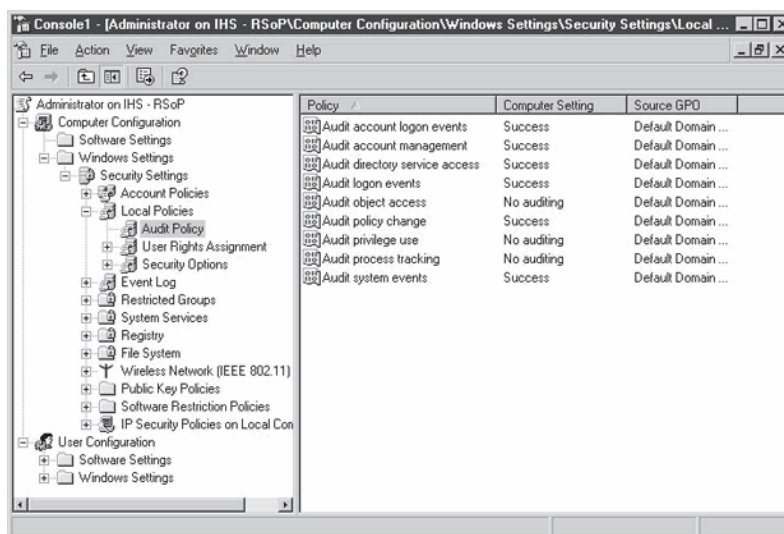 Console1 - [Administrator on IHS - RSoP\Computer Configuration\Windows Settings\Security Settings\Local ...
File Action View Favorites Window Help
Administrator on IHS - RSoP
Computer Configuration
Software Settings
Windows Settings
Security Settings
Account Policies
Local Policies
Audit Policy
User Rights Assignment
Security Options
Event Log
Restricted Groups
System Services
Registry
File System
Wireless Network (IEEE 802.11)
Public Key Policies
Software Restriction Policies
IP Security Policies on Local Con
User Configuration
Software Settings
Windows Settings
Policy Computer Setting Source GPO
Audit account logon events Success Default Domain ...
Audit account management Success Default Domain ...
Audit directory service access Success Default Domain ...
Audit logon events Success Default Domain ...
Audit object access No auditing Default Domain ...
Audit policy change Success Default Domain ...
Audit privilege use No auditing Default Domain ...
Audit process tracking No auditing Default Domain ...
Audit system events Success Default Domain ...